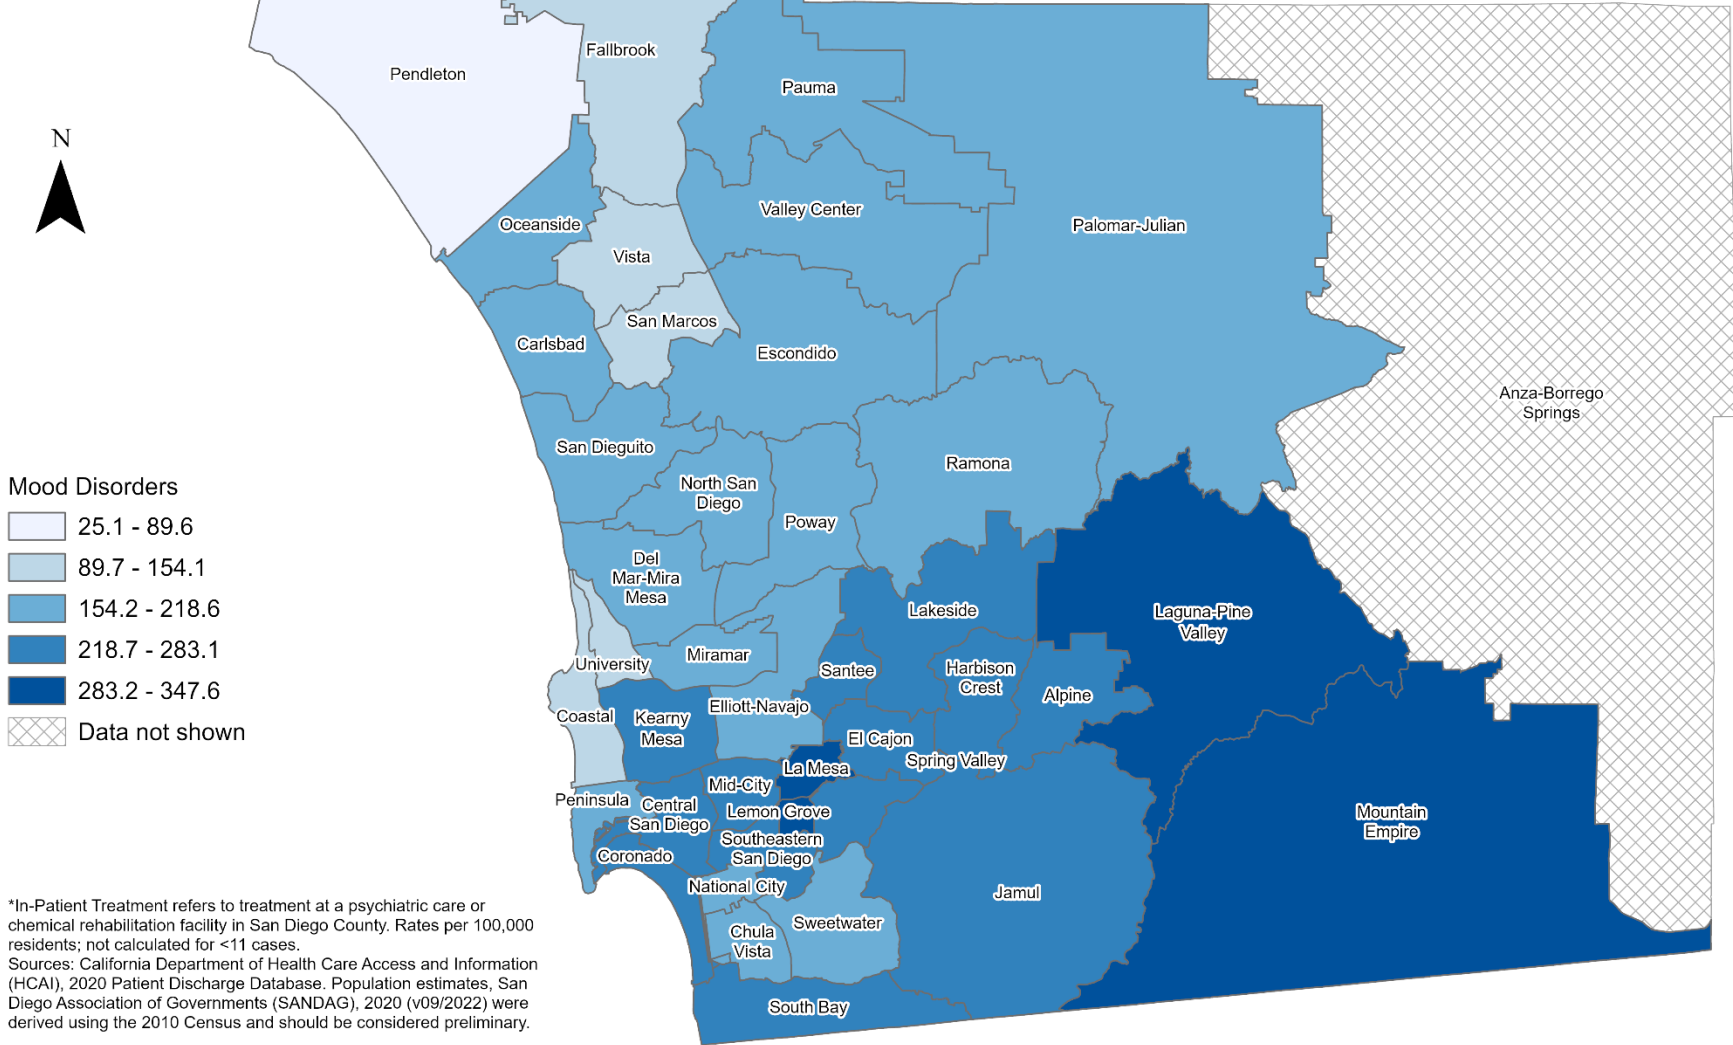 Fallbrook
Pendleton
Pauma
N
Valley Center
Oceanside
Palomar-Julian
Vista
San Marcos
Carlsbad
Escondido
Anza-Borrego
Springs
San Dieguito
Ramona
North San
Diego
Poway
Mood Disorders
25.1 - 89.6
89.7 - 154.1
154.2 - 218.6
218.7 - 283.1
283.2 - 347.6
Data not shown
Del
Mar-Mira
Mesa
Lakeside
Laguna-Pine
Valley
University
Miramar
Santee
Harbison
Crest
Alpine
Coastal
Kearny
Mesa
Elliott-Navajo
El Cajon
Spring Valley
La Mesa
Mid-City
Peninsula
Central
San Diego
Lemon Grove
Mountain
Empire
Southeastern
San Diego
Coronado
National City
Jamul
Sweetwater
Chula
Vista
South Bay
*In-Patient Treatment refers to treatment at a psychiatric care or
chemical rehabilitation facility in San Diego County. Rates per 100,000
residents; not calculated for <11 cases.
Sources: California Department of Health Care Access and Information
(HCAI), 2020 Patient Discharge Database. Population estimates, San
Diego Association of Governments (SANDAG), 2020 (v09/2022) were
derived using the 2010 Census and should be considered preliminary.